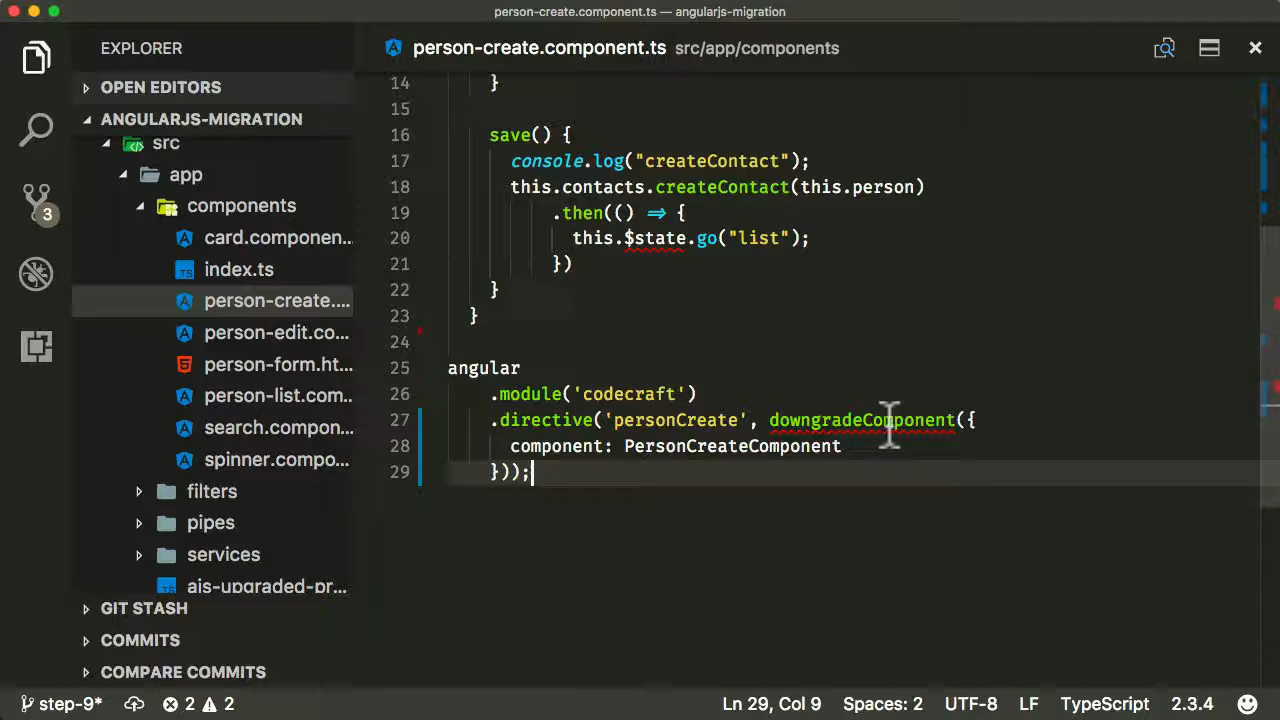 person-create.component.ts — angularjs-migration
EXPLORER
OPEN EDITORS
ANGULARJS-MIGRATION
src
app
components
card.componen...
index.ts
person-create....
person-edit.co...
person-form.ht...
person-list.com...
search.compon...
spinner.compo...
filters
pipes
services
ais-upgraded-pr...
GIT STASH
COMMITS
COMPARE COMMITS
3
person-create.component.ts src/app/components
14 }
15
16 save() {
17 console.log("createContact");
18 this.contacts.createContact(this.person)
19 .then(() => {
20 this.$state.go("list");
21 })
22 }
23 }
24
25 angular
26 .module('codecraft')
27 .directive('personCreate', downgradeComponent({
28 component: PersonCreateComponent
29 }));
step-9* 2 2 Ln 29, Col 9 Spaces: 2 UTF-8 LF TypeScript 2.3.4